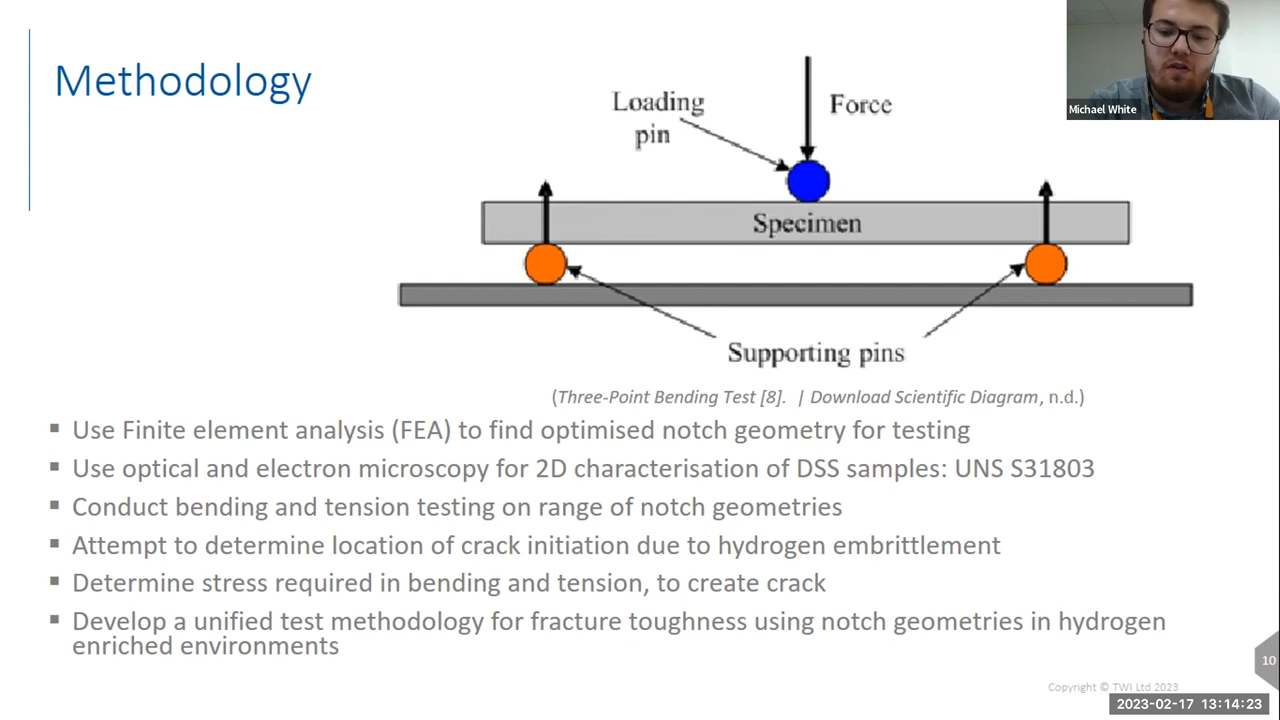 Methodology
Loading
pin
Force
Michael White
Specimen
Supporting pins
(Three-Point Bending Test [8]. | Download Scientific Diagram, n.d.)
▪ Use Finite element analysis (FEA) to find optimised notch geometry for testing
▪ Use optical and electron microscopy for 2D characterisation of DSS samples: UNS S31803
▪ Conduct bending and tension testing on range of notch geometries
▪ Attempt to determine location of crack initiation due to hydrogen embrittlement
▪ Determine stress required in bending and tension, to create crack
▪ Develop a unified test methodology for fracture toughness using notch geometries in hydrogen
enriched environments
10
Copyright © TWI Ltd 2023
2023-02-17 13:14:23